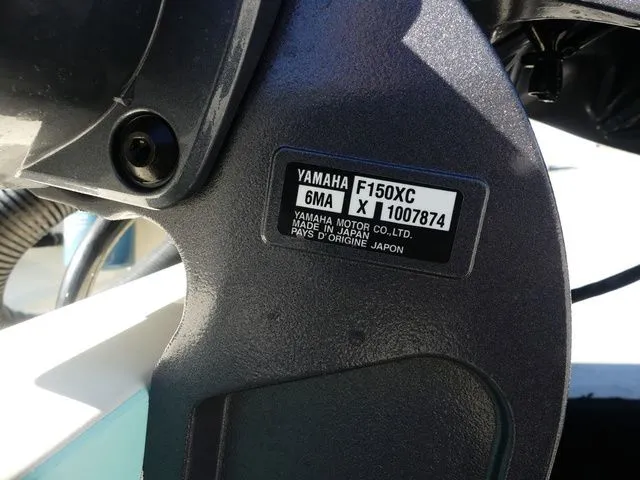 YAMAHA F150XC
6MA X 1007874
YAMAHA MOTOR CO.,LTD.
MADE IN JAPAN
PAYS D'ORIGINE JAPON